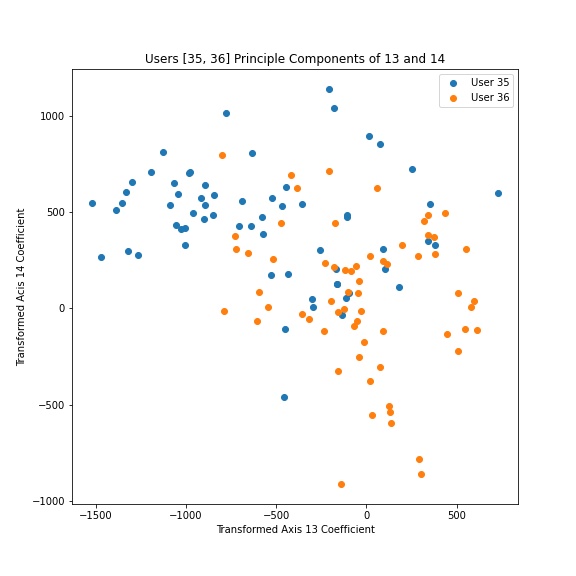 Users [35, 36] Principle Components of 13 and 14
User 35
User 36
1000
500
0
−500
−1000
Transformed Acis 14 Coefficient
−1500
−1000
−500
0
500
Transformed Axis 13 Coefficient